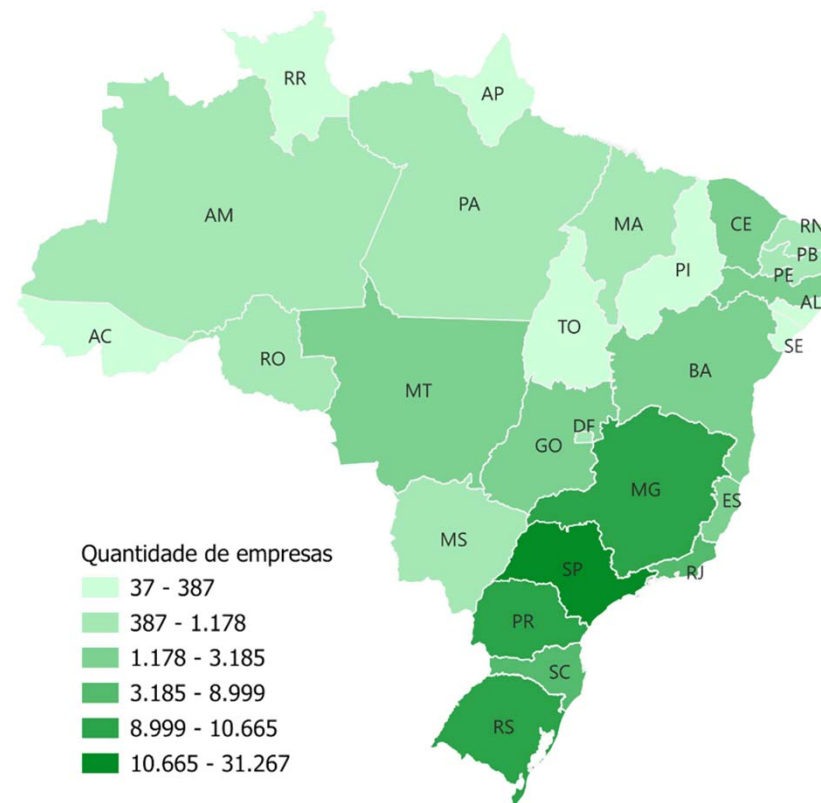 RR
AP
AM
PA
MA
CE
RN
PB
PE
PI
AL
SE
AC
RO
TO
BA
MT
DF
GO
MG
ES
MS
SP
RJ
PR
SC
RS
Quantidade de empresas
37 - 387
387 - 1.178
1.178 - 3.185
3.185 - 8.999
8.999 - 10.665
10.665 - 31.267